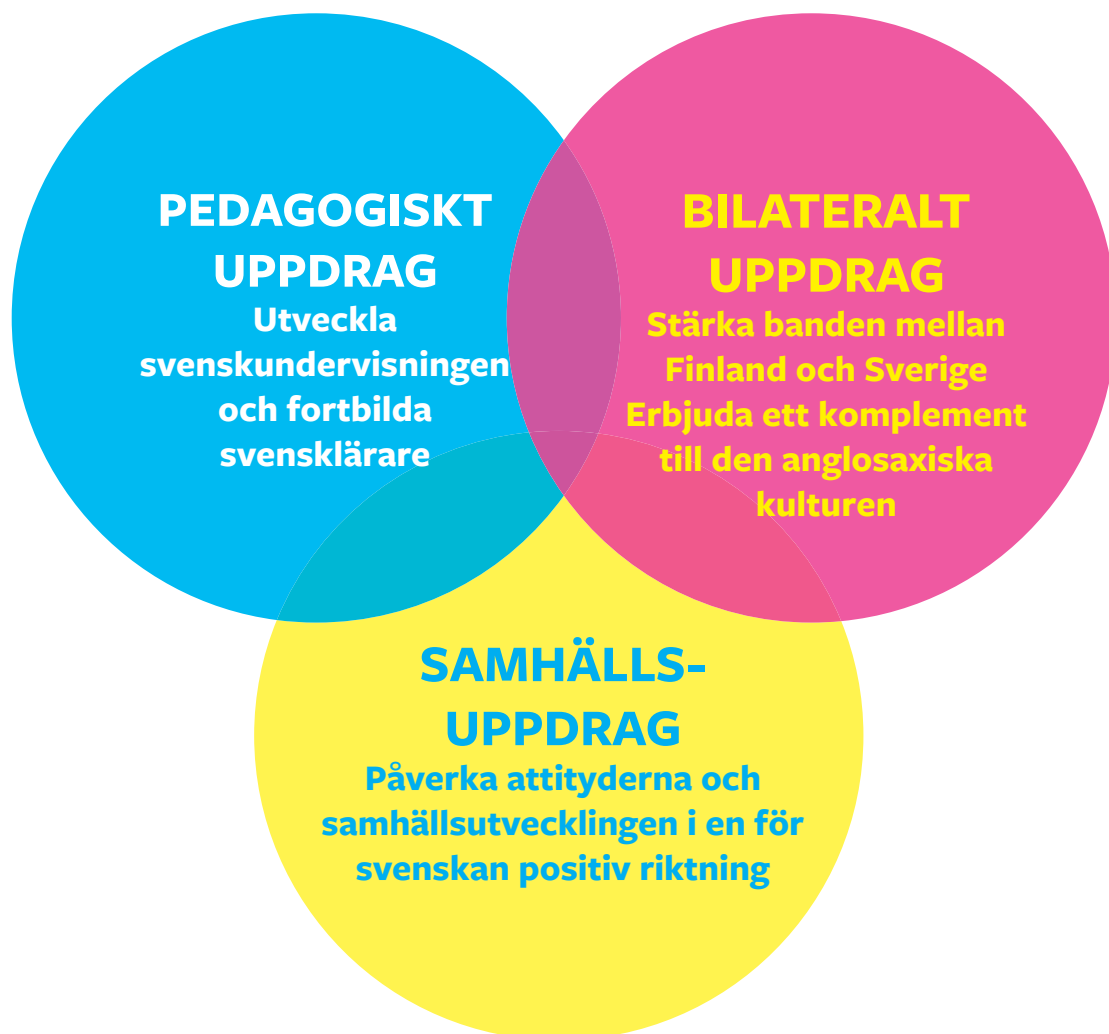 PEDAGOGISKT
UPPDRAG
Utveckla
svenskundervisningen
och fortbilda
svensklärare
BILATERALT
UPPDRAG
Stärka banden mellan
Finland och Sverige
Erbjuda ett komplement
till den anglosaxiska
kulturen
SAMHÄLLS-
UPPDRAG
Påverka attityderna och
samhällsutvecklingen i en för
svenskan positiv riktning